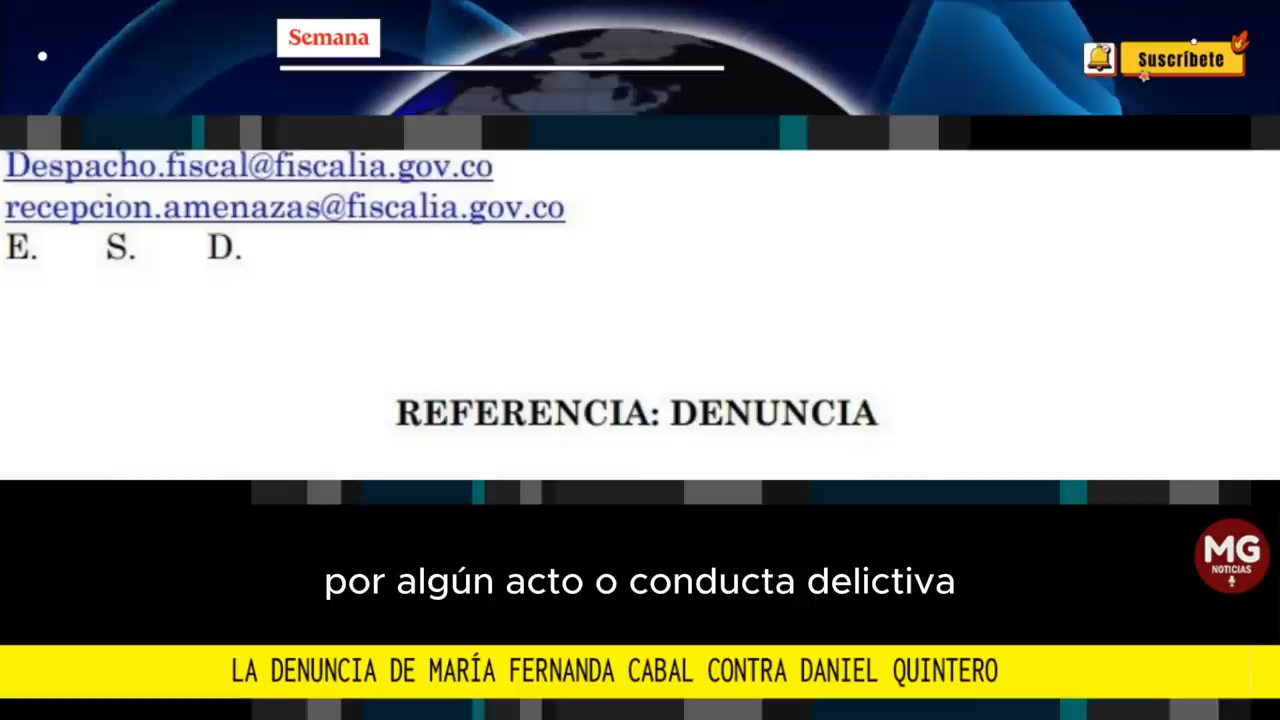 Semana
Suscríbete
Despacho.fiscal@fiscalia.gov.co
recepcion.amenazas@fiscalia.gov.co
E. S. D.
REFERENCIA: DENUNCIA
MG
NOTICIAS
por algún acto o conducta delictiva
LA DENUNCIA DE MARÍA FERNANDA CABAL CONTRA DANIEL QUINTERO